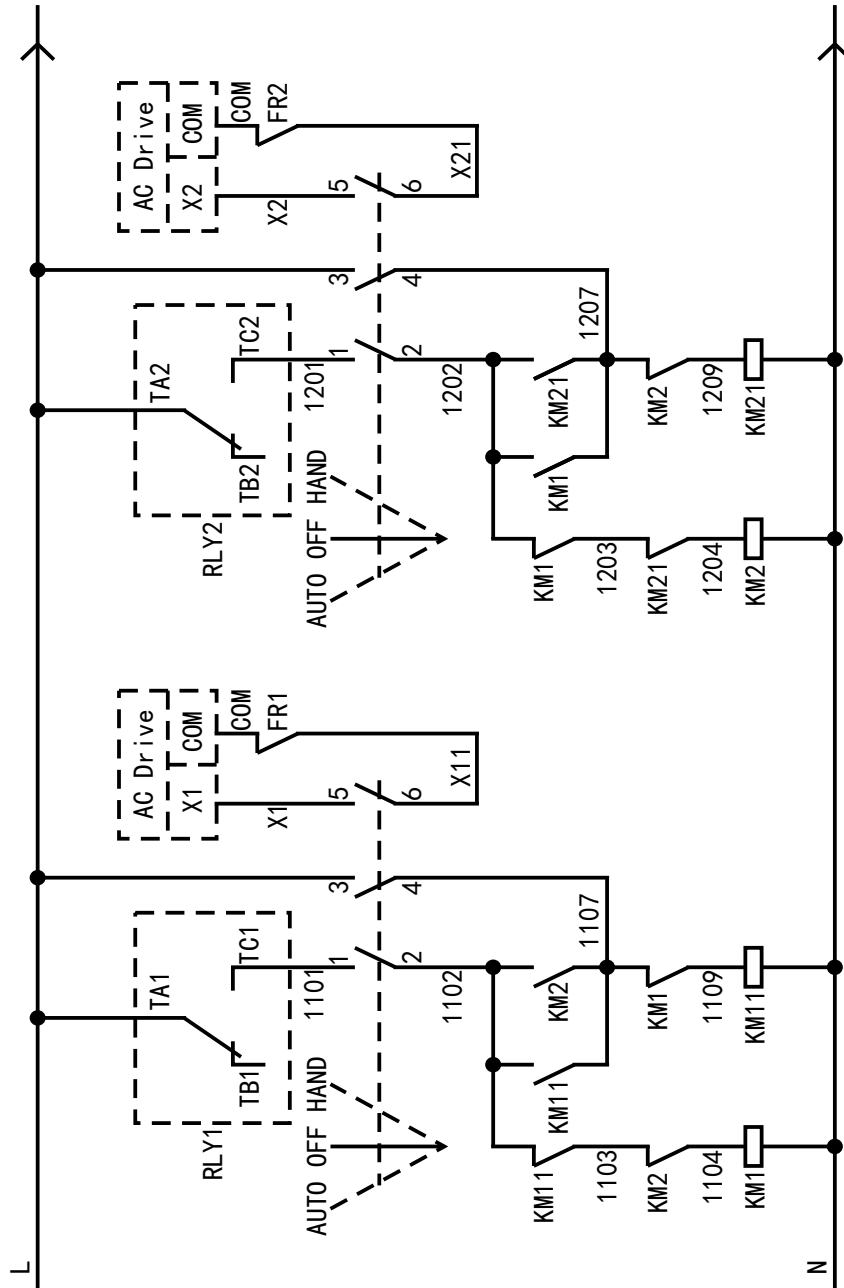 L
RLY1
TA1
TB1
TC1
AUTO OFF HAND
1101
1
2
3
4
1102
KM11
KM11
KM2
1103
KM2
1104
KM1
1107
KM1
1109
KM11
AC Drive
X1
COM
X1
COM
FR1
5
6
X11
RLY2
TA2
TB2
TC2
AUTO OFF HAND
1201
1
2
3
4
1202
KM1
KM1
KM21
1203
KM21
1204
KM2
1207
KM2
1209
KM21
AC Drive
X2
COM
X2
COM
FR2
5
6
X21
N